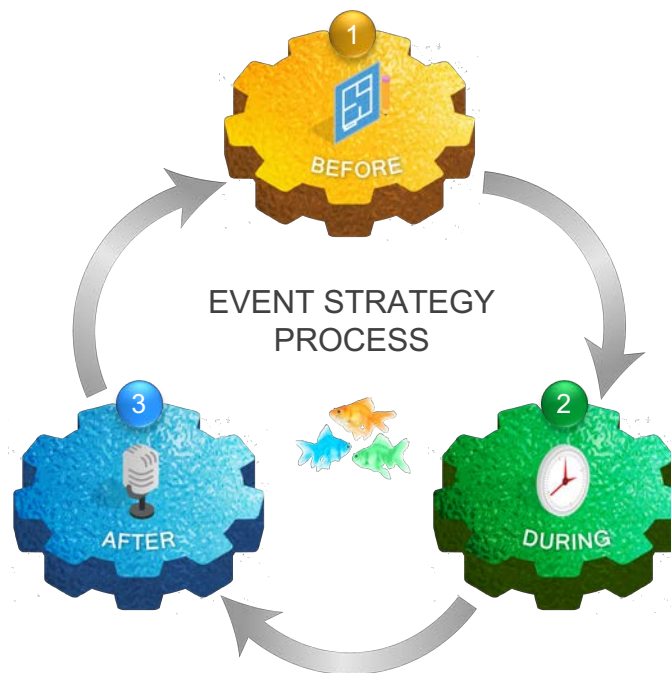 1
BEFORE
EVENT STRATEGY
PROCESS
3
2
AFTER
DURING